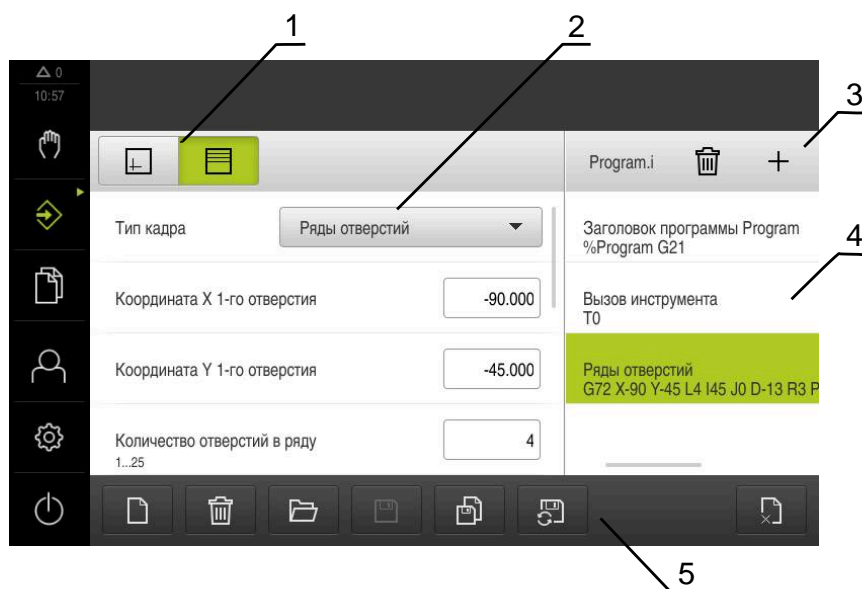 1
2
3
4
5
0
10:57
Program.i
Тип кадра
Ряды отверстий
Координата X 1-го отверстия
-90.000
Координата Y 1-го отверстия
-45.000
Количество отверстий в ряду
1...25
4
Заголовок программы Program
%Program G21
Вызов инструмента
T0
Ряды отверстий
G72 X-90 Y-45 L4 I45 J0 D-13 R3 P